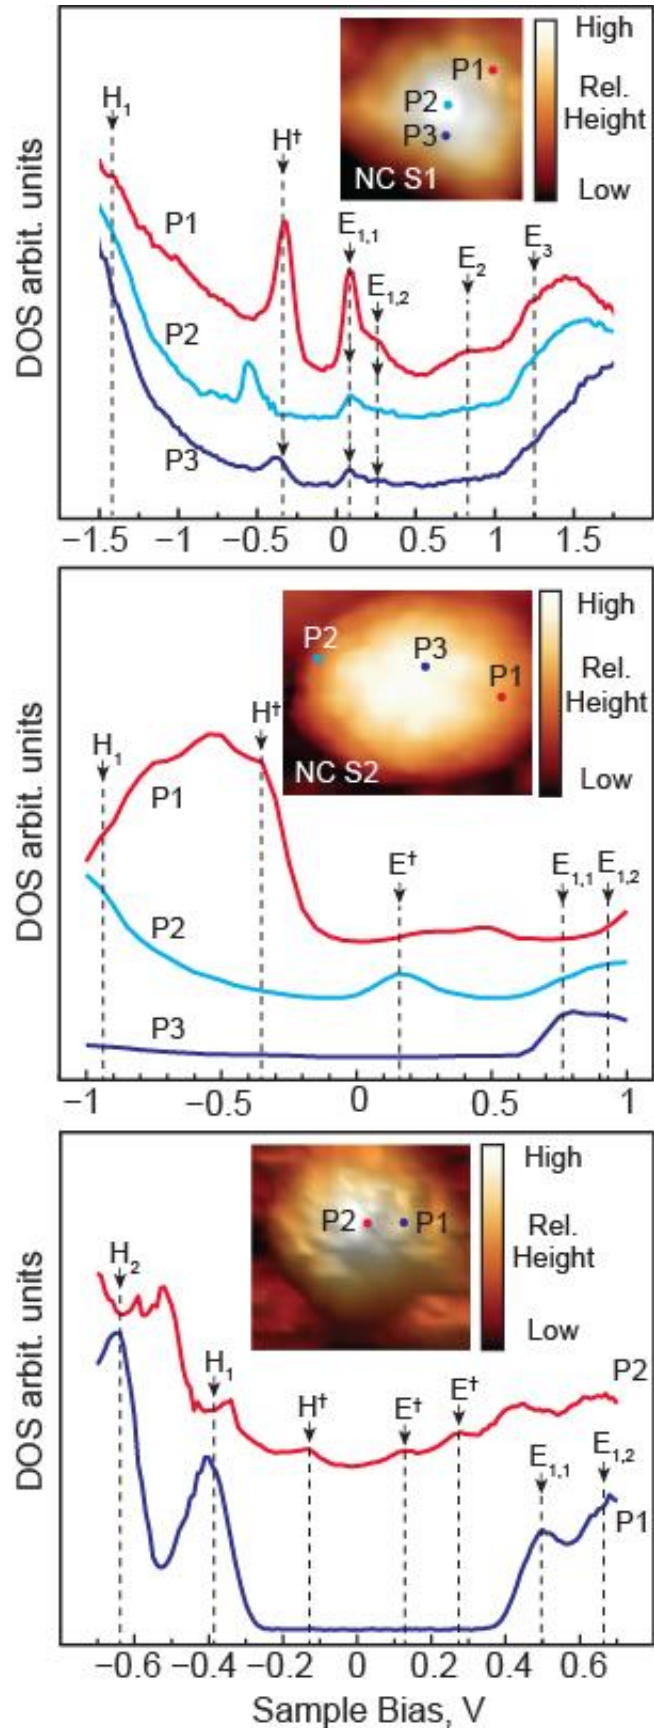 DOS arbit. units
High
Rel.
Height
Low
P1
P2
P3
NC S1
H1
H†
E1,1
E1,2
E2
E3
P1
P2
P3
−1.5 −1 −0.5 0 0.5 1 1.5
DOS arbit. units
High
Rel.
Height
Low
P2
P3
P1
NC S2
H1
H†
E†
E1,1
E1,2
P1
P2
P3
−1 −0.5 0 0.5 1
DOS arbit. units
High
Rel.
Height
Low
P2 P1
H2
H1
H†
E†
E†
E1,1
E1,2
P2
P1
−0.6 −0.4 −0.2 0 0.2 0.4 0.6
Sample Bias, V